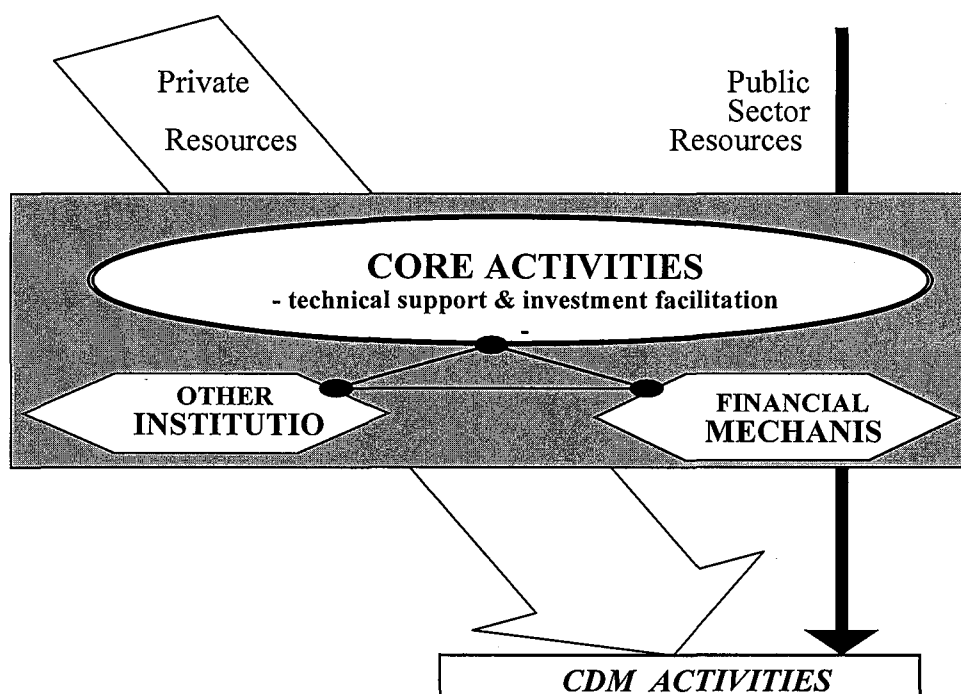 Private
Resources
Public
Sector
Resources
CORE ACTIVITIES
- technical support & investment facilitation
-
OTHER
INSTITUTIO
FINANCIAL
MECHANIS
CDM ACTIVITIES